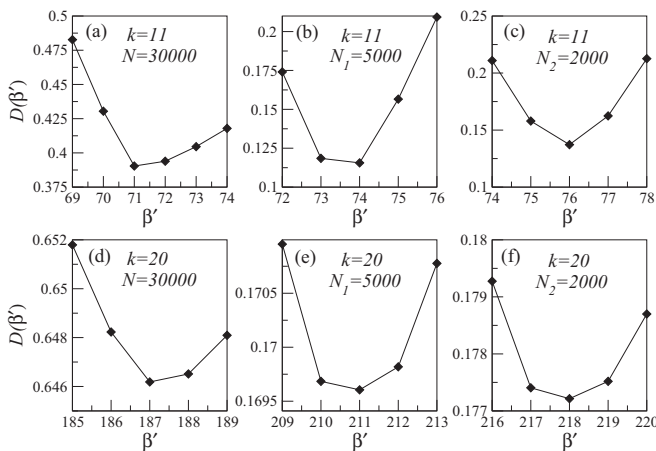 (a) k=11
N=30000
0.5
0.475
0.45
0.425
0.4
0.375
D(β′)
69 70 71 72 73 74
β′
(b) k=11
N1=5000
0.2
0.175
0.15
0.125
0.1
72 73 74 75 76
β′
(c) k=11
N2=2000
0.25
0.2
0.15
0.1
74 75 76 77 78
β′
(d) k=20
N=30000
0.652
0.65
0.648
0.646
D(β′)
185 186 187 188 189
β′
(e) k=20
N1=5000
0.1705
0.17
0.1695
209 210 211 212 213
β′
(f) k=20
N2=2000
0.18
0.179
0.178
0.177
216 217 218 219 220
β′